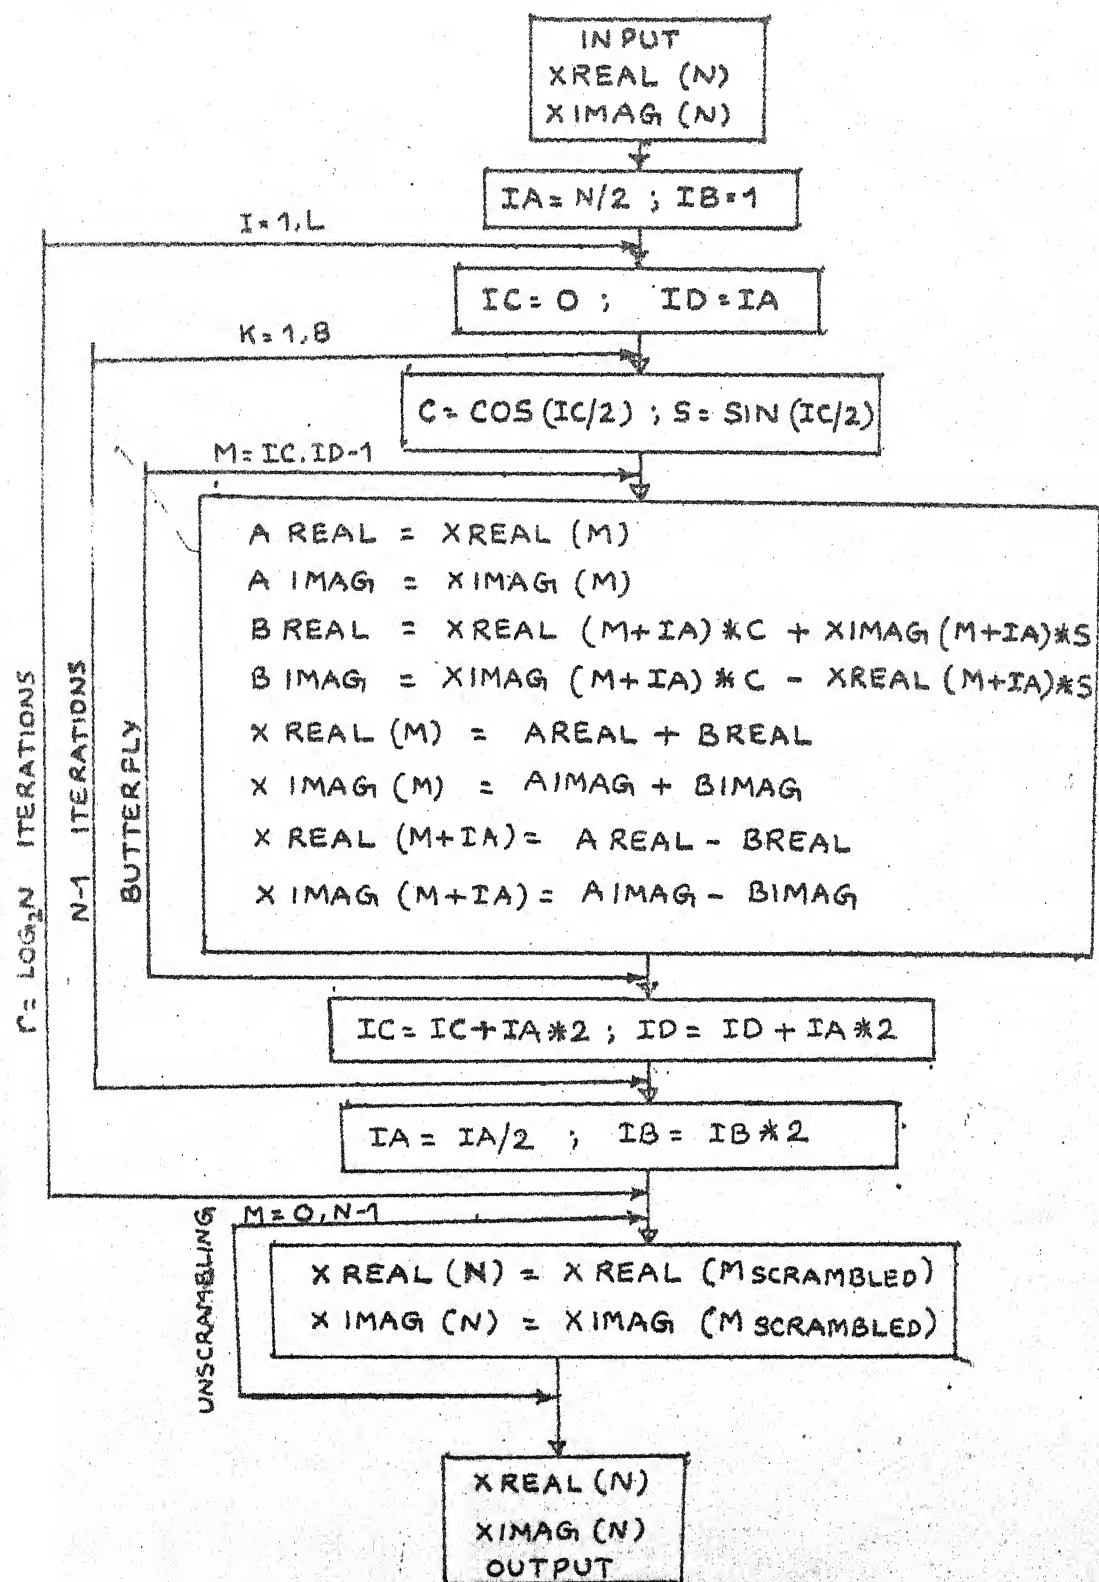 INPUT
XREAL (N)
XIMAG (N)
IA = N/2 ; IB = 1
I = 1, L
IC = 0 ; ID = IA
K = 1, B
C = COS (IC/2) ; S = SIN (IC/2)
M = IC.ID-1
A REAL = XREAL (M)
A IMAG = XIMAG (M)
B REAL = XREAL (M+IA)*C + XIMAG (M+IA)*S
B IMAG = XIMAG (M+IA)*C - XREAL (M+IA)*S
X REAL (M) = AREAL + BREAL
X IMAG (M) = AIMAG + BIMAG
X REAL (M+IA) = A REAL - BREAL
X IMAG (M+IA) = AIMAG - BIMAG
r = LOG2N ITERATIONS
N-1 ITERATIONS
BUTTERFLY
IC = IC+IA*2 ; ID = ID + IA*2
IA = IA/2 ; IB = IB*2
UNSCRAMBLING
M = 0, N-1
X REAL (N) = X REAL (M SCRAMBLED)
X IMAG (N) = XIMAG (M SCRAMBLED)
XREAL (N)
XIMAG (N)
OUTPUT